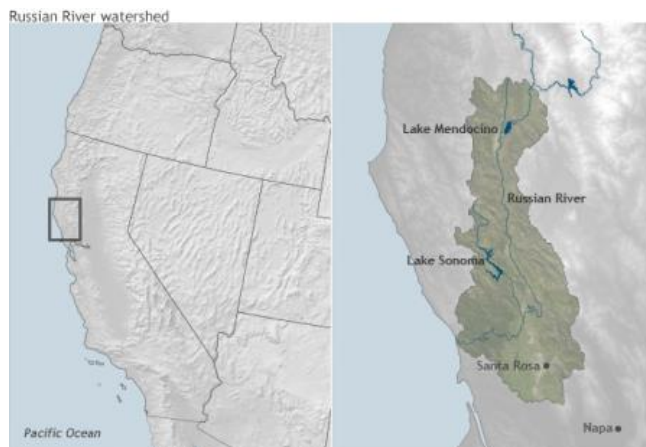 Russian River watershed
Lake Mendocino
Russian River
Lake Sonoma
Santa Rosa
Pacific Ocean
Napa